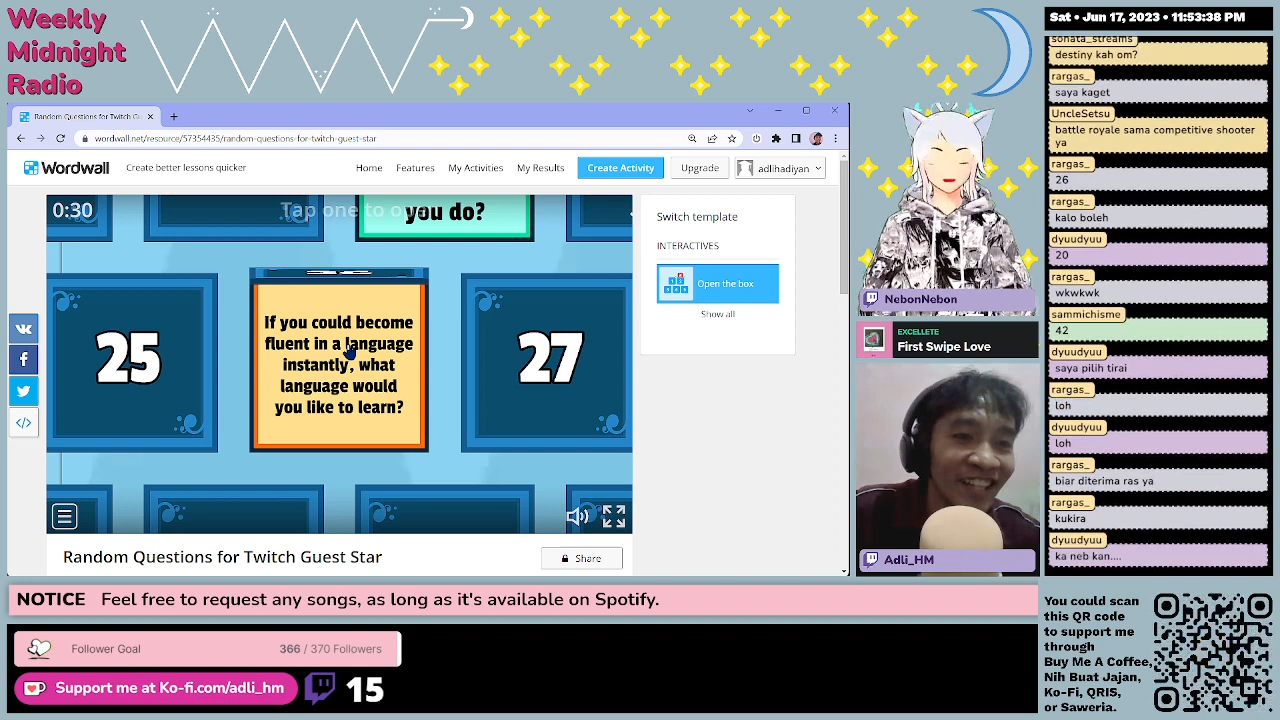 Weekly
Midnight
Radio
Random Questions for Twitch G
wordwall.net/resource/57354435/random-questions-for-twitch-guest-star
Wordwall
Create better lessons quicker
Features
My Activities
My Results
Create Activity
Upgrade
adlihadiyan
0:30
Tap one to
you do?
25
If you could become
fluent in a language
instantly, what
language would
you like to learn?
27
Switch template
INTERACTIVES
Open the box
Show all
Random Questions for Twitch Guest Star
Share
NebonNebon
EXCELLETE
First Swipe Love
Adli_HM
Sat • Jun 17, 2023 • 11:53:38 PM
sonata_streams
destiny kah om?
rargas_
saya kaget
UncleSetsu
battle royale sama competitive shooter
ya
rargas_
26
rargas_
kalo boleh
dyuudyuu
20
rargas_
wkwkwk
sammichisme
42
dyuudyuu
saya pilih tirai
rargas_
loh
dyuudyuu
loh
rargas_
biar diterima ras ya
rargas_
kukira
dyuudyuu
ka neb kan....
NOTICE Feel free to request any songs, as long as it's available on Spotify.
Follower Goal
366 / 370 Followers
Support me at Ko-fi.com/adli_hm
15
You could scan
this QR code
to support me
through
Buy Me A Coffee,
Nih Buat Jajan,
Ko-Fi, QRIS,
or Saweria.